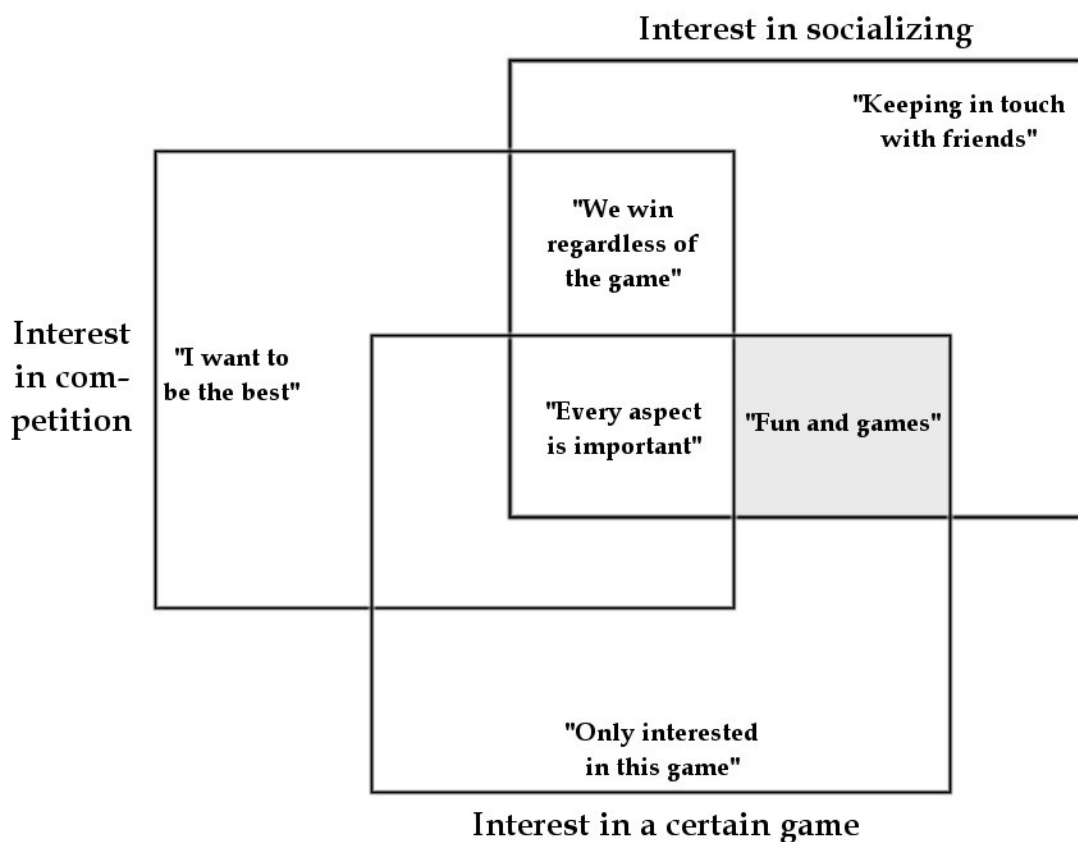 Interest in socializing
"Keeping in touch
with friends"
"We win
regardless of
the game"
Interest
in com-
petition
"I want to
be the best"
"Every aspect
is important"
"Fun and games"
"Only interested
in this game"
Interest in a certain game